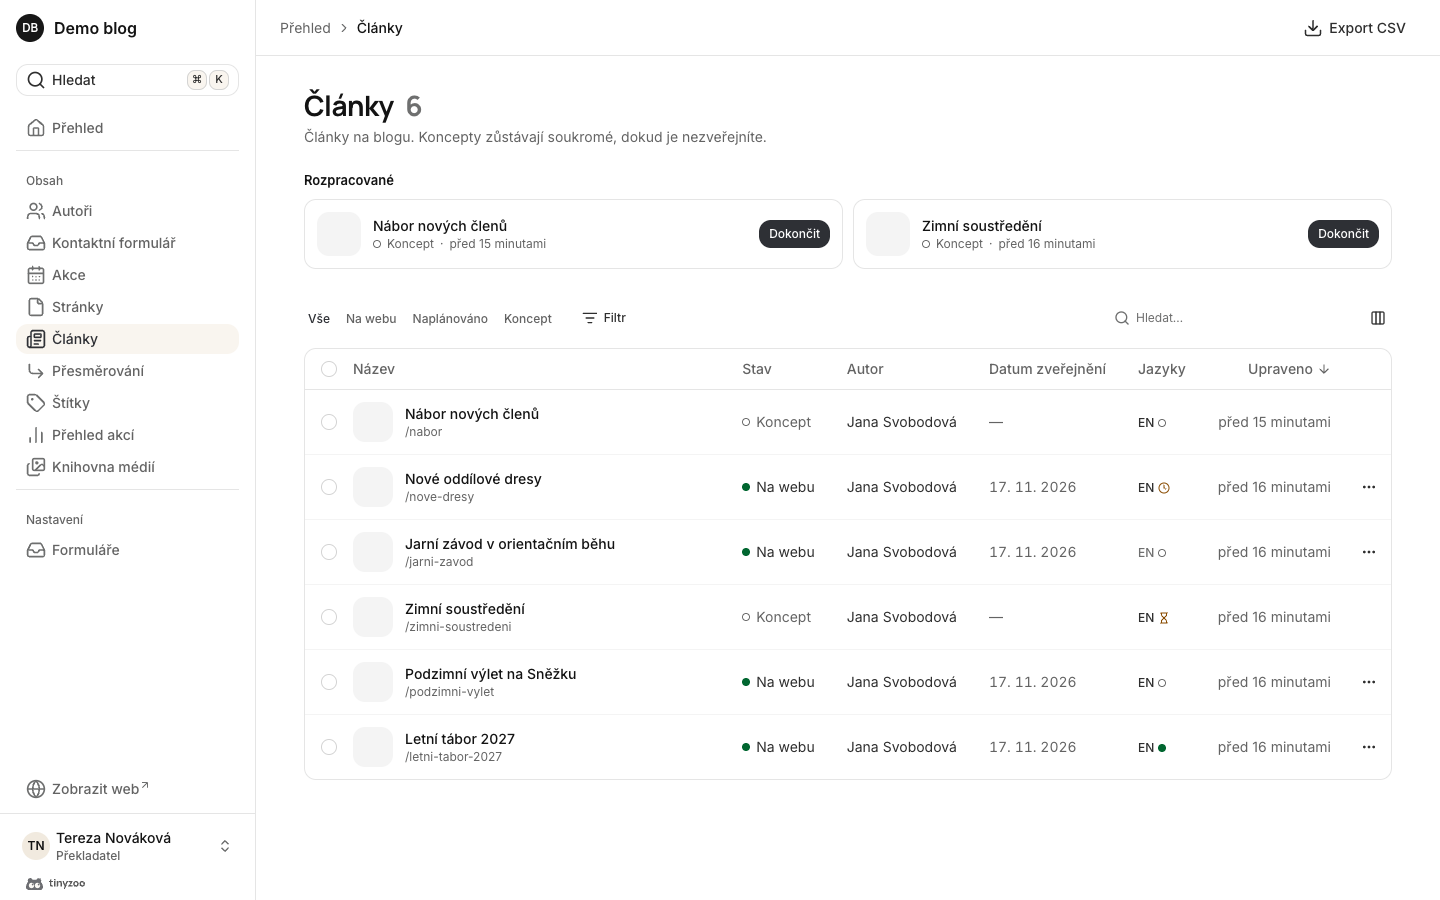 DB Demo blog
Hledat ⌘ K
Přehled
Obsah
Autoři
Kontaktní formulář
Akce
Stránky
Články
Přesměrování
Štítky
Přehled akcí
Knihovna médií
Nastavení
Formuláře
Zobrazit web
TN Tereza Nováková
Překladatel
tinyzoo
Přehled > Články
Export CSV
Články 6
Články na blogu. Koncepty zůstávají soukromé, dokud je nezveřejníte.
Rozpracované
Nábor nových členů
Koncept · před 15 minutami
Dokončit
Zimní soustředění
Koncept · před 16 minutami
Dokončit
Vše Na webu Naplánováno Koncept Filtr Hledat...
Název Stav Autor Datum zveřejnění Jazyky Upraveno ↓
Nábor nových členů Koncept Jana Svobodová — EN před 15 minutami
/nabor
Nové oddílové dresy Na webu Jana Svobodová 17. 11. 2026 EN před 16 minutami
/nove-dresy
Jarní závod v orientačním běhu Na webu Jana Svobodová 17. 11. 2026 EN před 16 minutami
/jarni-zavod
Zimní soustředění Koncept Jana Svobodová — EN před 16 minutami
/zimni-soustredeni
Podzimní výlet na Sněžku Na webu Jana Svobodová 17. 11. 2026 EN před 16 minutami
/podzimni-vylet
Letní tábor 2027 Na webu Jana Svobodová 17. 11. 2026 EN před 16 minutami
/letni-tabor-2027